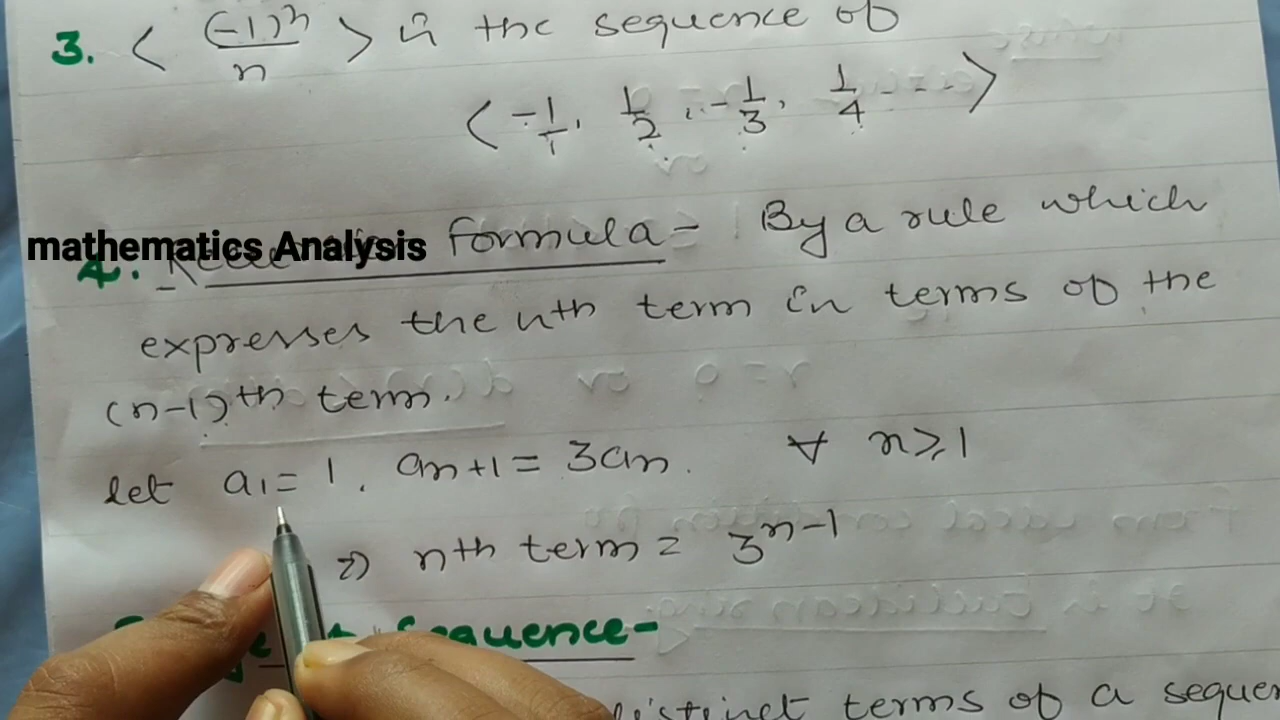 3. < (-1)ⁿ/n > is the sequence of
< -1/1, 1/2, -1/3, 1/4 - - - - >
mathematics Analysis
4. formula - By a rule which
expresses the nth term in terms of the
(n-1)th term.
let a₁ = 1, aₙ₊₁ = 3aₙ. ∀ n ≥ 1
⇒ nth term = 3ⁿ⁻¹
Sequence -
distinct terms of a sequen